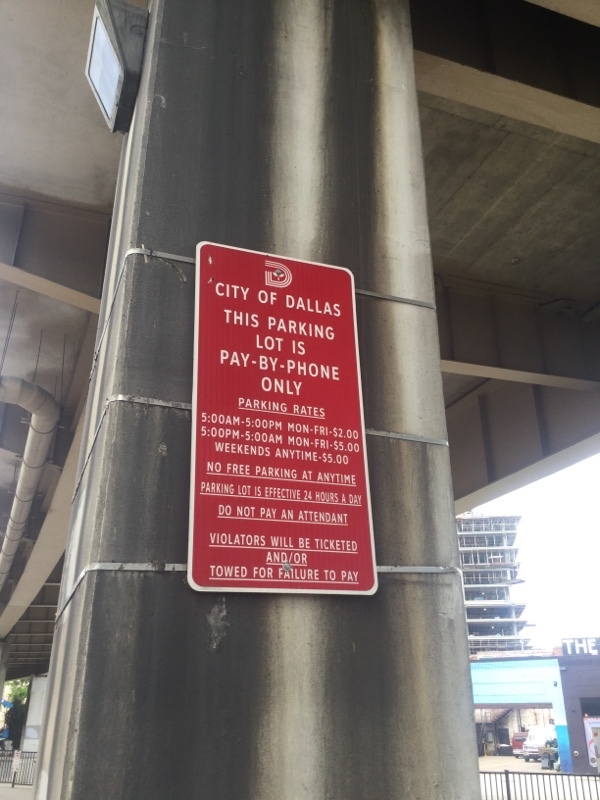 CITY OF DALLAS
THIS PARKING
LOT IS
PAY-BY-PHONE
ONLY
PARKING RATES
5:00AM-5:00PM MON-FRI-$2.00
5:00PM-5:00AM MON-FRI-$5.00
WEEKENDS ANYTIME-$5.00
NO FREE PARKING AT ANYTIME
PARKING LOT IS EFFECTIVE 24 HOURS A DAY
DO NOT PAY AN ATTENDANT
VIOLATORS WILL BE TICKETED
AND/OR
TOWED FOR FAILURE TO PAY
THE